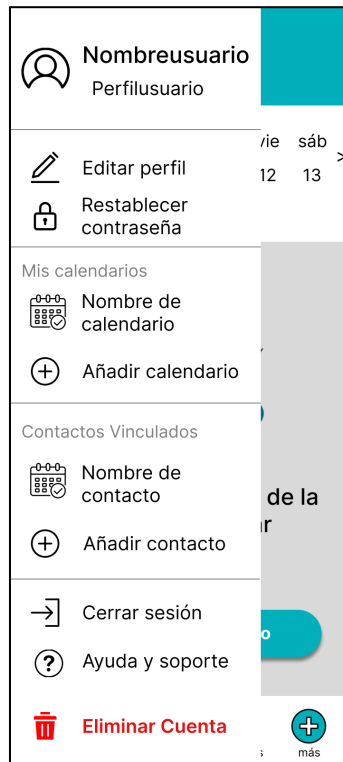 Nombreusuario
Perfilusuario
Editar perfil
Restablecer
contraseña
Mis calendarios
Nombre de
calendario
Añadir calendario
Contactos Vinculados
Nombre de
contacto
Añadir contacto
Cerrar sesión
Ayuda y soporte
Eliminar Cuenta
vie sáb
12 13
>
de la
más